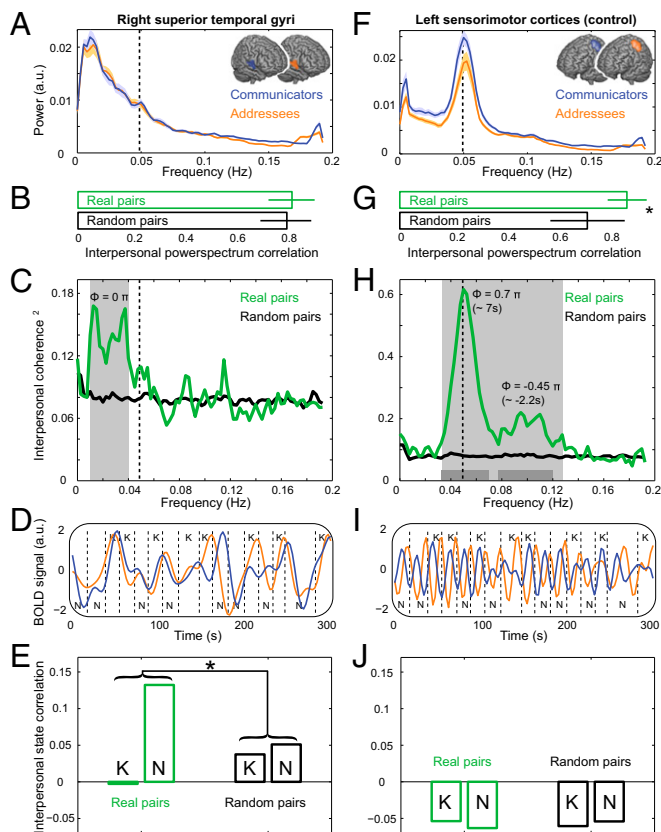 A
Right superior temporal gyri
Power (a.u.)
0.02
0.01
0
0
0.05
0.1
0.15
0.2
Communicators
Addressees
Frequency (Hz)
B
Real pairs
Random pairs
0 0.2 0.4 0.6 0.8
Interpersonal powerspectrum correlation
C
Interpersonal coherence 2
0.18
0.12
0.06
0
Φ = 0 π
Real pairs
Random pairs
0 0.04 0.08 0.12 0.16 0.2
Frequency (Hz)
D
BOLD signal (a.u.)
2
0
−2
K K K K K K K K
N N N N N N N N
0 100 200 300
Time (s)
E
Interpersonal state correlation
0.15
0.10
0.05
0
−0.05
*
K N K N
Real pairs
Random pairs
F
Left sensorimotor cortices (control)
0.02
0.01
0
0
0.05
0.1
0.15
0.2
Communicators
Addressees
Frequency (Hz)
G
Real pairs
Random pairs
*
0 0.2 0.4 0.6 0.8
Interpersonal powerspectrum correlation
H
0.6
0.4
0.2
0
Φ = 0.7 π
(~ 7s)
Φ = -0.45 π
(~ -2.2s)
Real pairs
Random pairs
0 0.04 0.08 0.12 0.16 0.2
Frequency (Hz)
I
2
0
−2
K K K K K K K K
N N N N N N N N
0 100 200 300
Time (s)
J
0.15
0.10
0.05
0
−0.05
Real pairs
Random pairs
K N K N